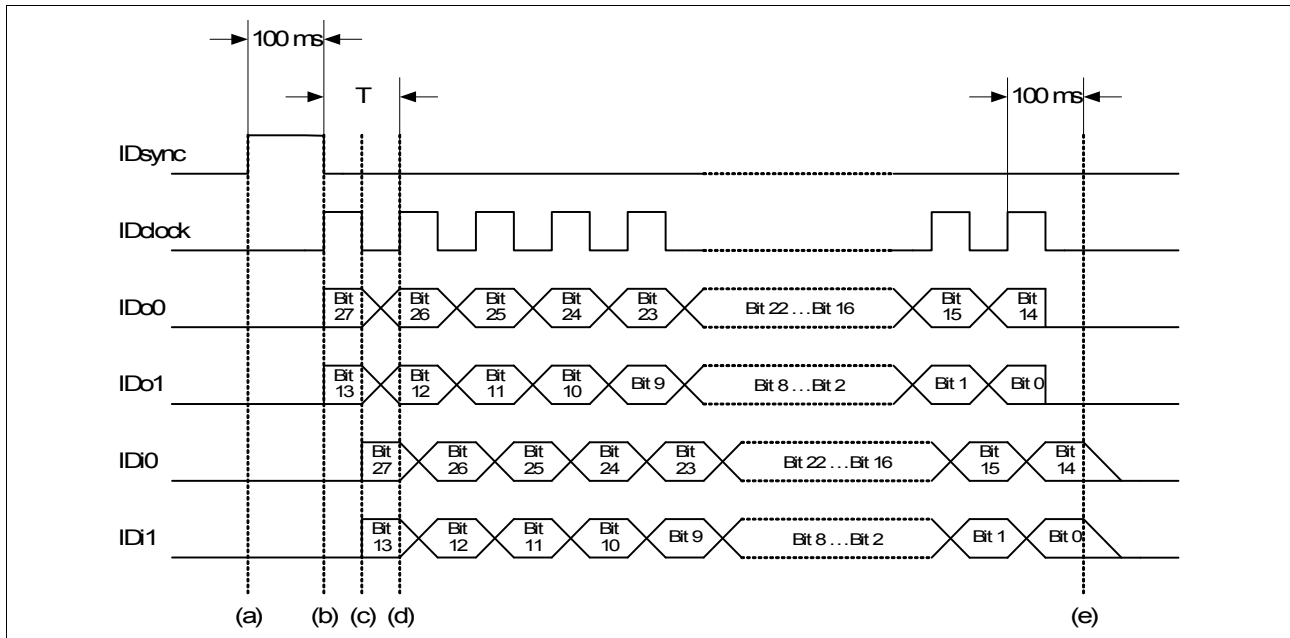 100 ms
T
100 ms
IDsync
IDclock
IDo0
Bit 27
Bit 26
Bit 25
Bit 24
Bit 23
Bit 22 ... Bit 16
Bit 15
Bit 14
IDo1
Bit 13
Bit 12
Bit 11
Bit 10
Bit 9
Bit 8 ... Bit 2
Bit 1
Bit 0
IDi0
Bit 27
Bit 26
Bit 25
Bit 24
Bit 23
Bit 22 ... Bit 16
Bit 15
Bit 14
IDi1
Bit 13
Bit 12
Bit 11
Bit 10
Bit 9
Bit 8 ... Bit 2
Bit 1
Bit 0
(a)
(b)
(c)
(d)
(e)